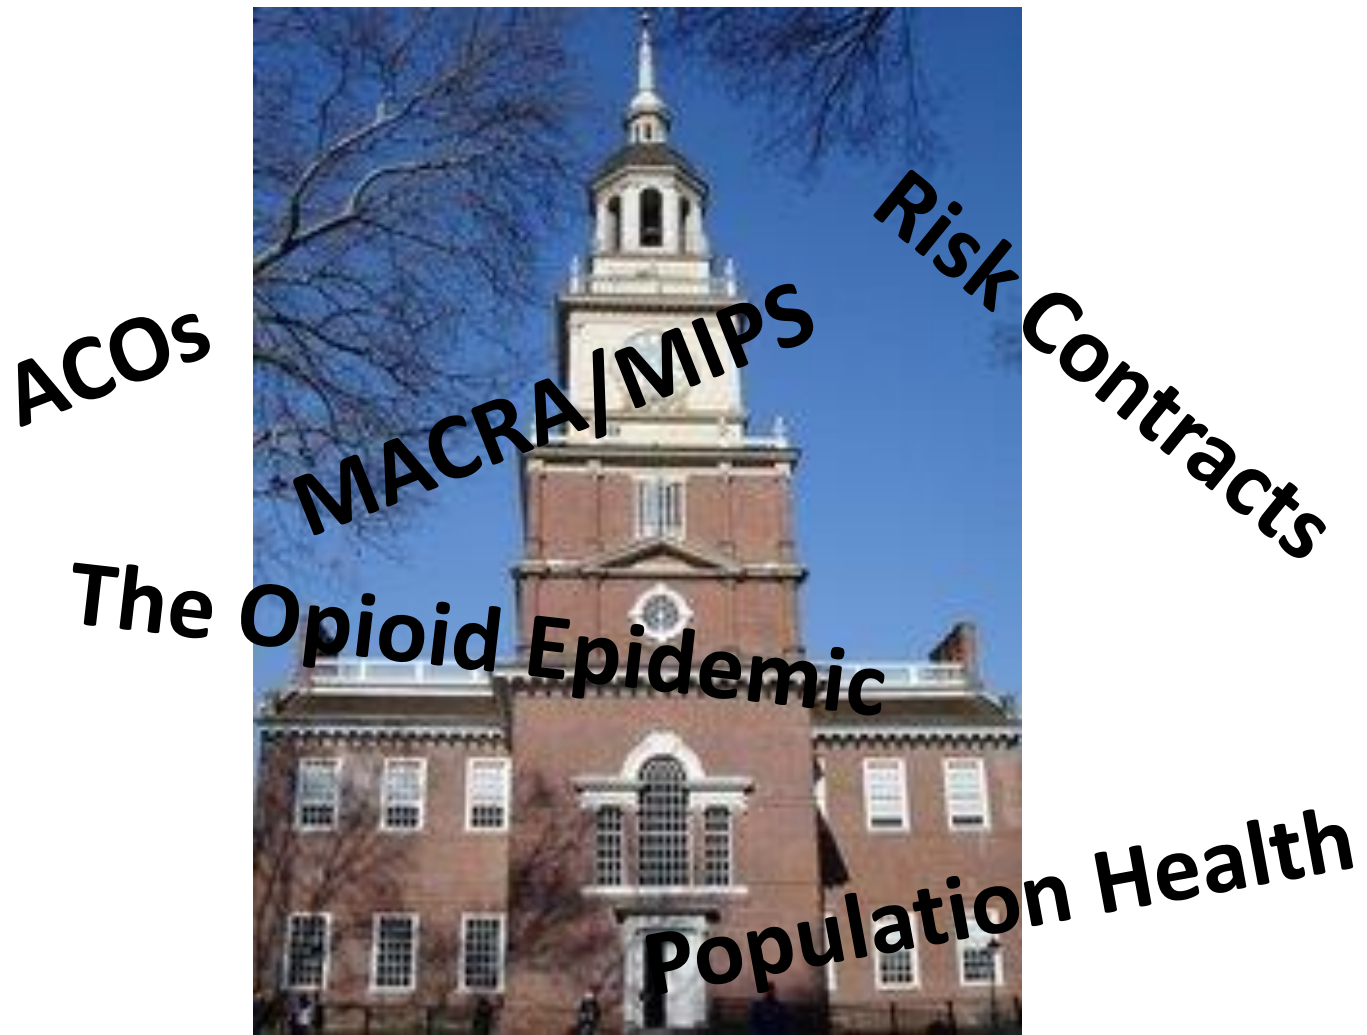 Risk Contracts
ACOs
MACRA/MIPS
The Opioid Epidemic
Population Health